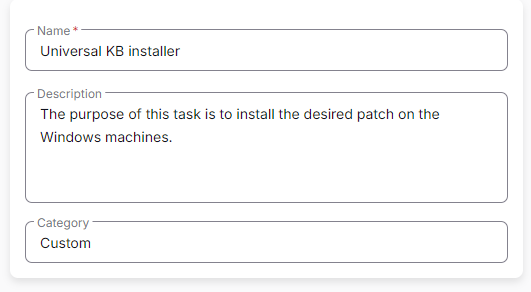 Name *
Universal KB installer
Description
The purpose of this task is to install the desired patch on the
Windows machines.
Category
Custom